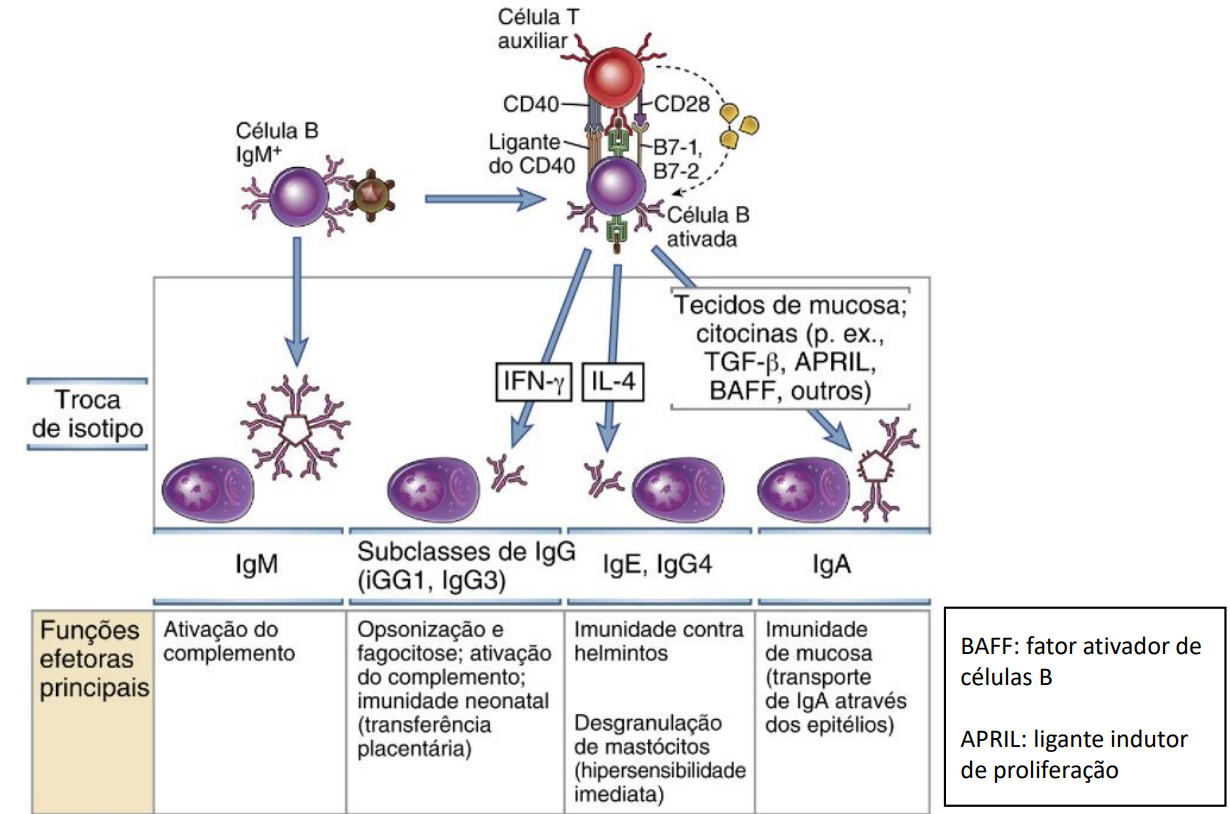 Célula T
auxiliar
CD40
CD28
Célula B
IgM+
Ligante
do CD40
B7-1,
B7-2
Célula B
ativada
Tecidos de mucosa;
citocinas (p. ex.,
TGF-β, APRIL,
BAFF, outros)
IFN-γ
IL-4
Troca
de isotipo
IgM
Subclasses de IgG
(iGG1, IgG3)
IgE, IgG4
IgA
Funções
efetoras
principais
Ativação do
complemento
Opsonização e
fagocitose; ativação
do complemento;
imunidade neonatal
(transferência
placentária)
Imunidade contra
helmintos
Desgranulação
de mastócitos
(hipersensibilidade
imediata)
Imunidade
de mucosa
(transporte
de IgA através
dos epitélios)
BAFF: fator ativador de
células B
APRIL: ligante indutor
de proliferação